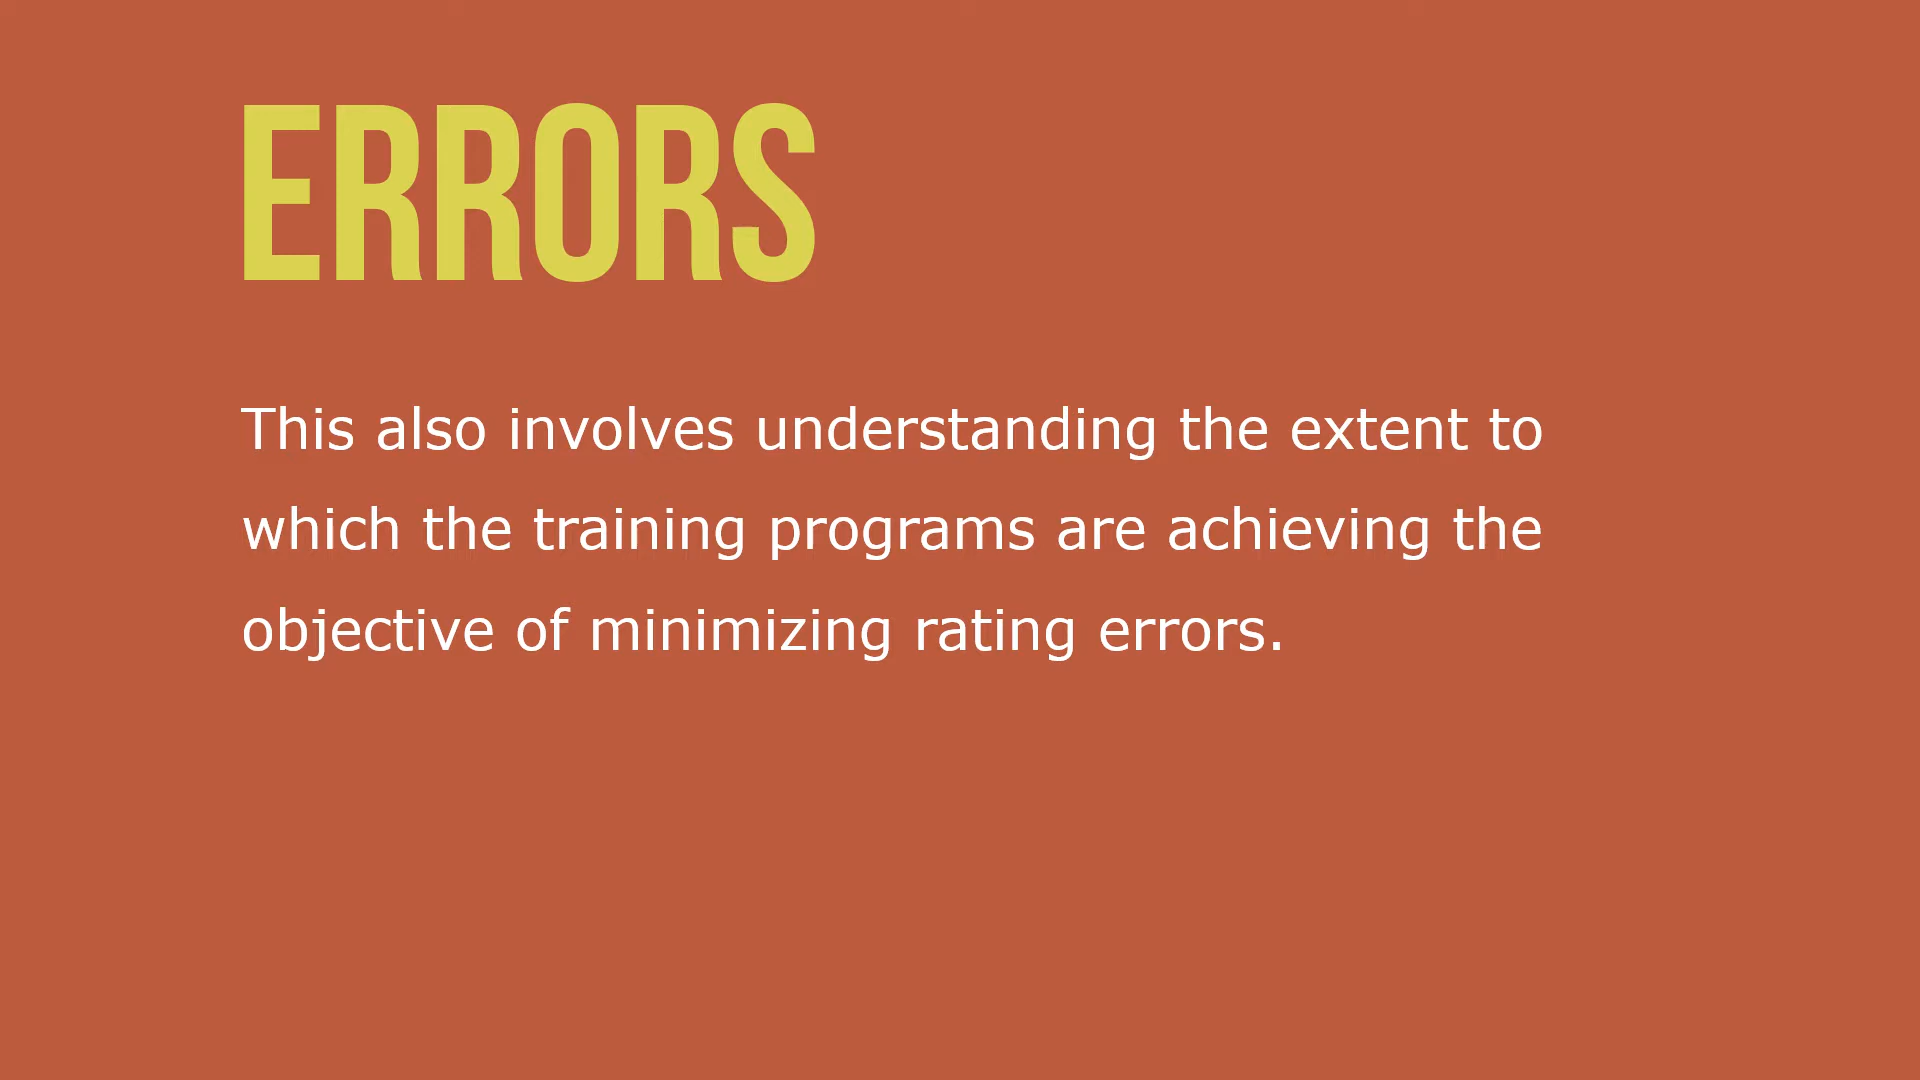 ERRORS
This also involves understanding the extent to
which the training programs are achieving the
objective of minimizing rating errors.